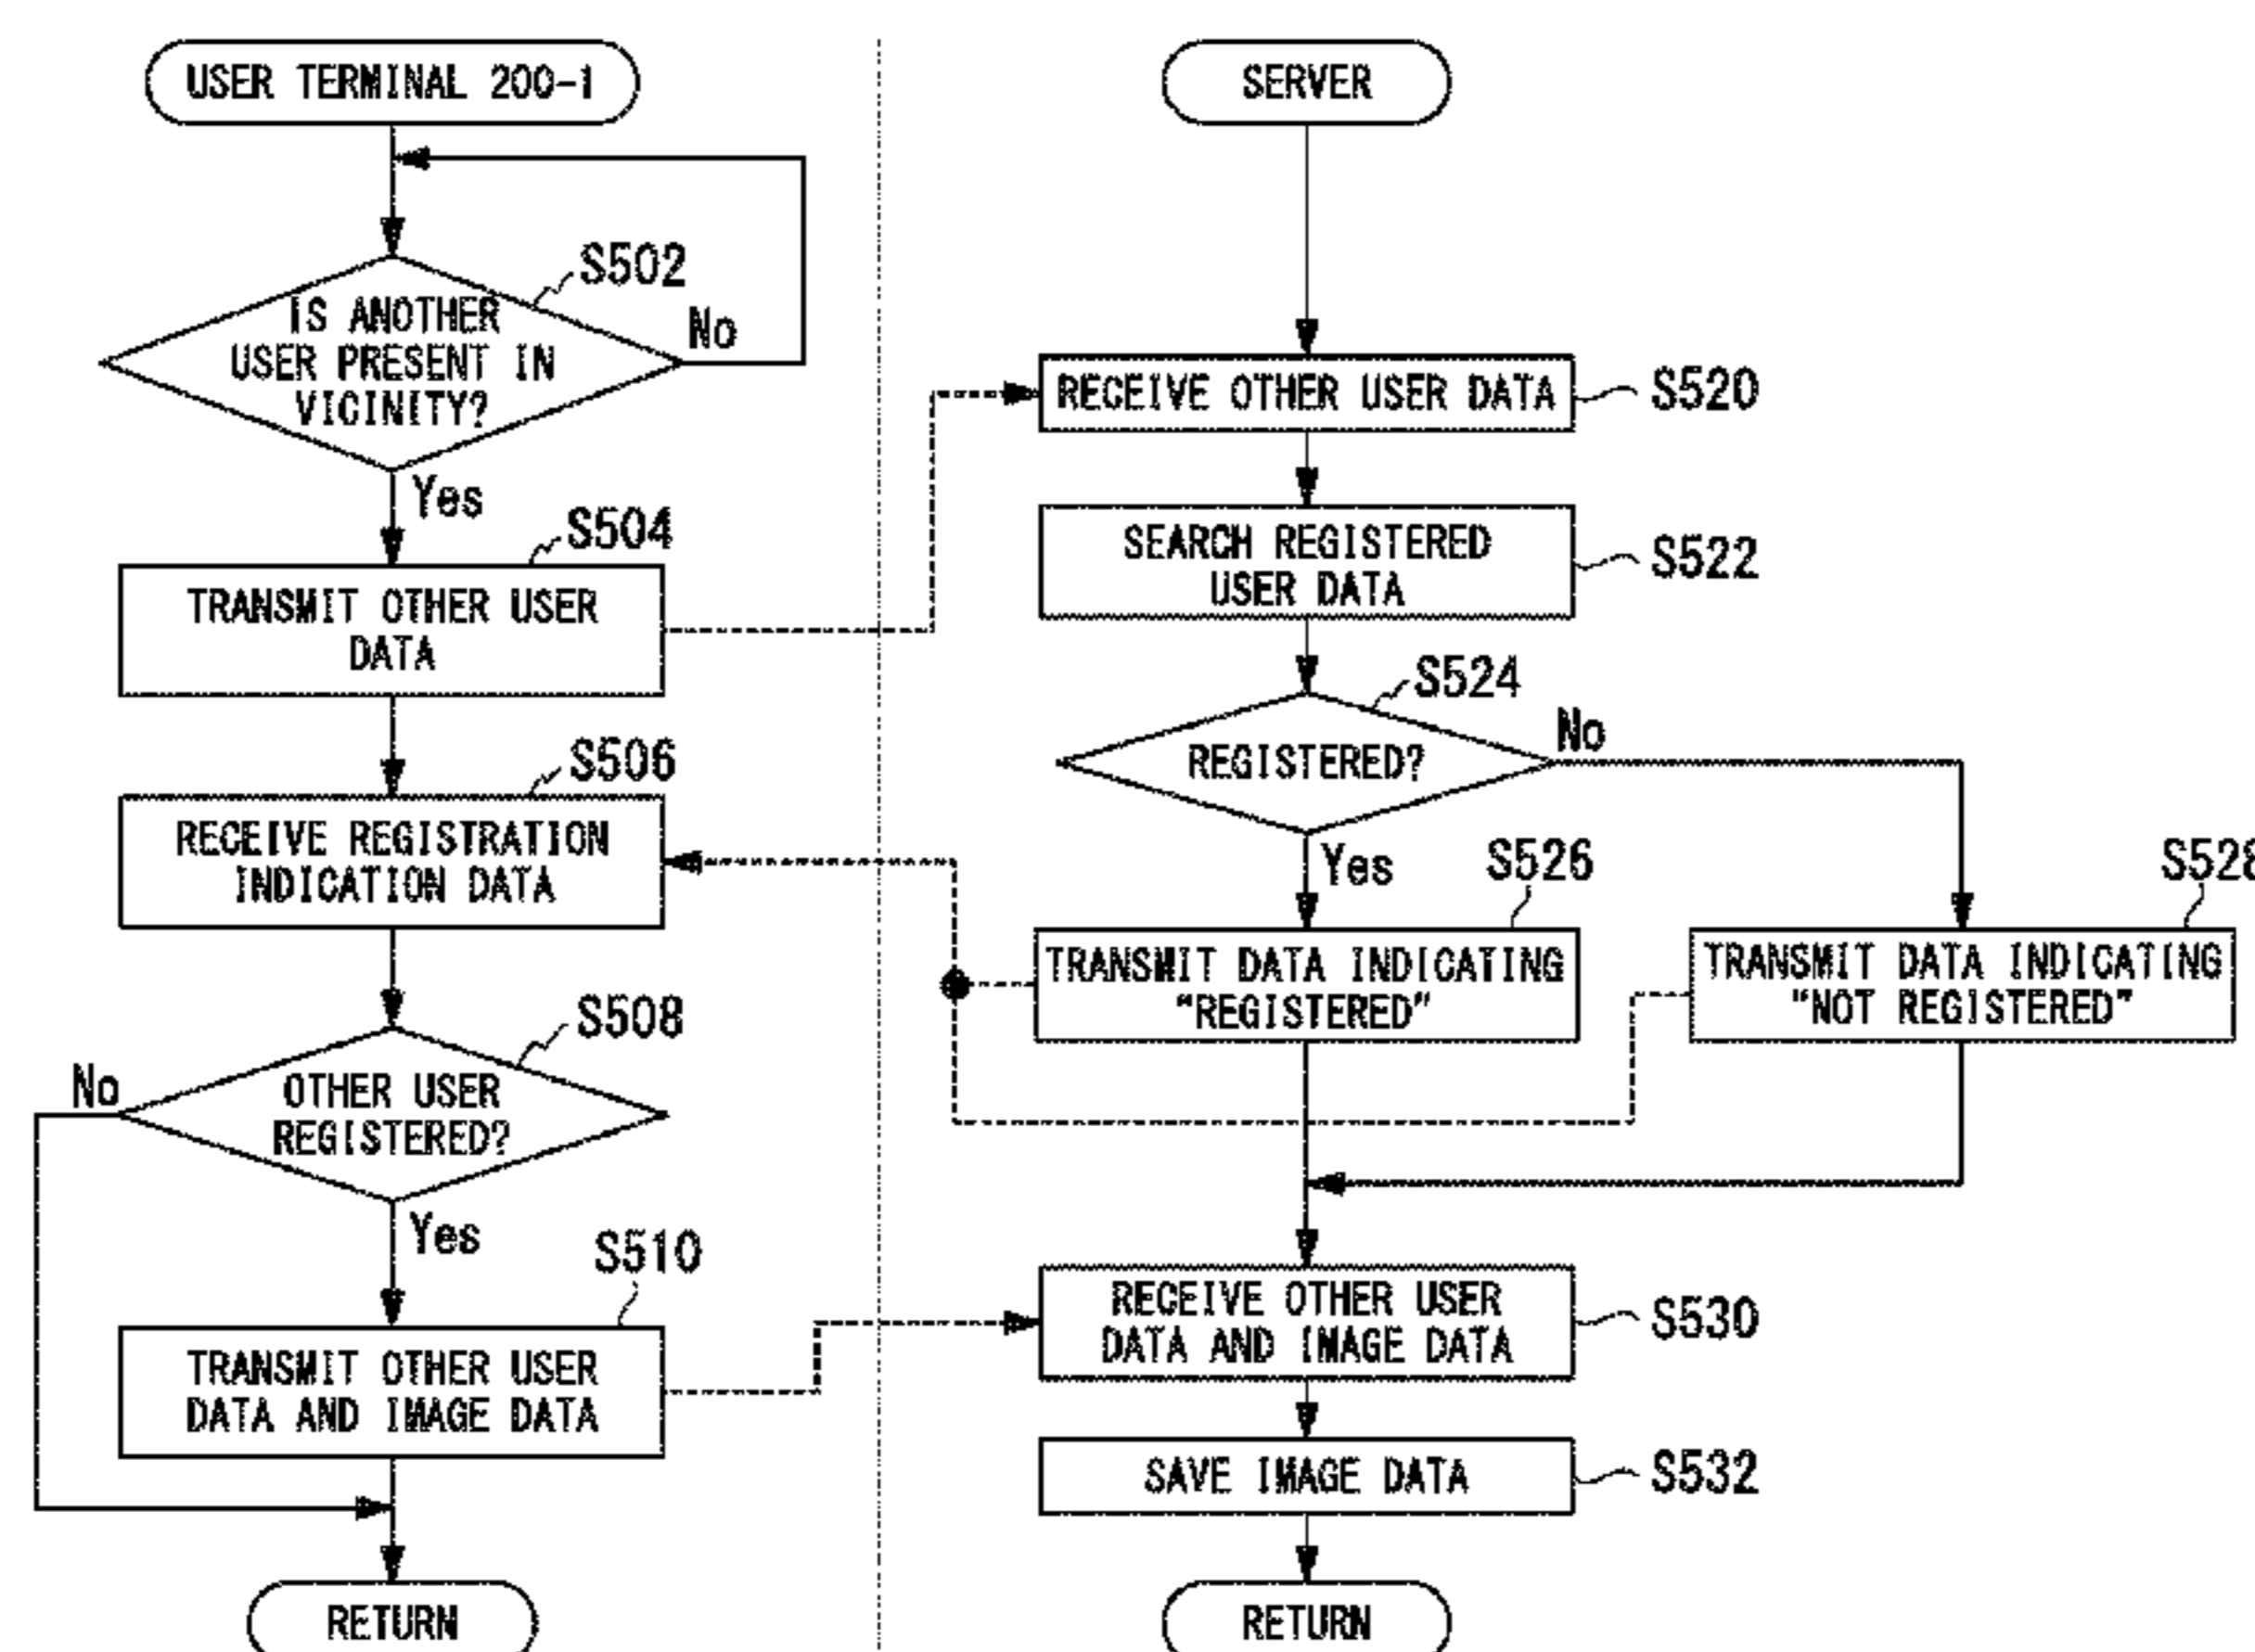 USER TERMINAL 200-1
S502
IS ANOTHER
USER PRESENT IN
VICINITY?
No
Yes
S504
TRANSMIT OTHER USER
DATA
S506
RECEIVE REGISTRATION
INDICATION DATA
S508
No
OTHER USER
REGISTERED?
Yes
S510
TRANSMIT OTHER USER
DATA AND IMAGE DATA
RETURN
SERVER
RECEIVE OTHER USER DATA
S520
SEARCH REGISTERED
USER DATA
S522
S524
REGISTERED?
No
Yes
S526
TRANSMIT DATA INDICATING
"REGISTERED"
S528
TRANSMIT DATA INDICATING
"NOT REGISTERED"
RECEIVE OTHER USER
DATA AND IMAGE DATA
S530
SAVE IMAGE DATA
S532
RETURN